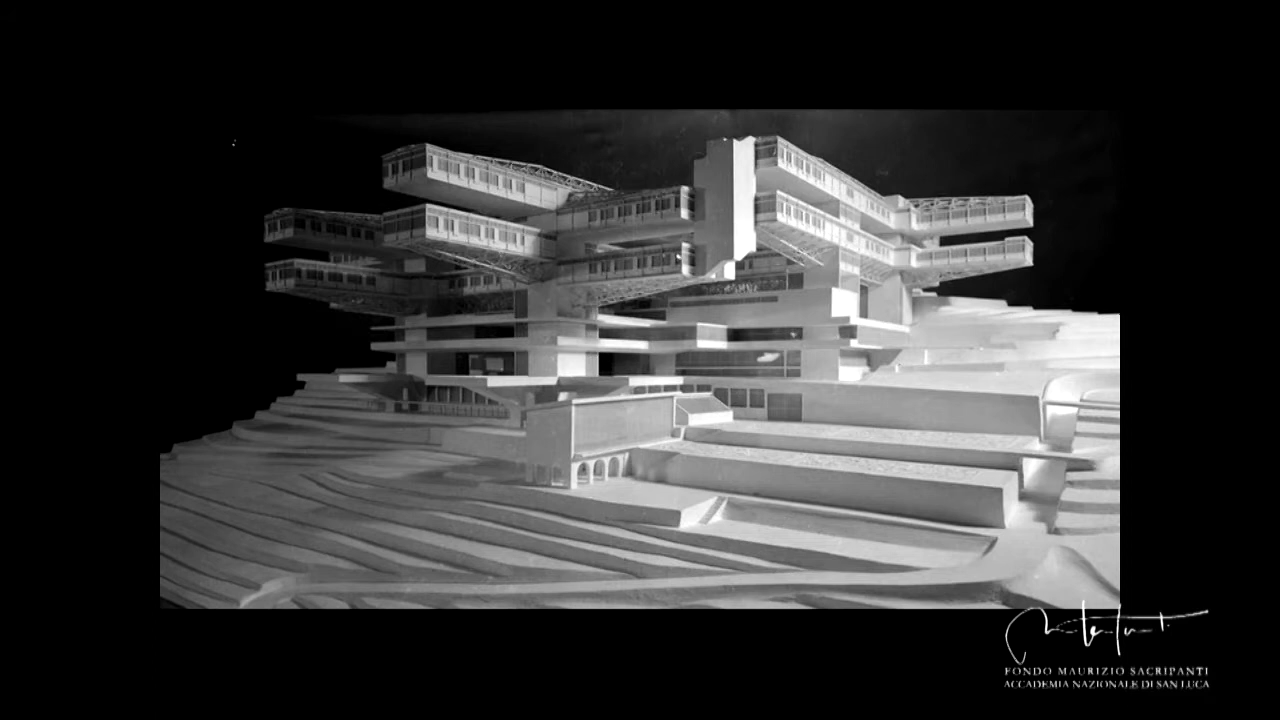 FONDO MAURIZIO SACRIPANTI
ACCADEMIA NAZIONALE DI SAN LUCA